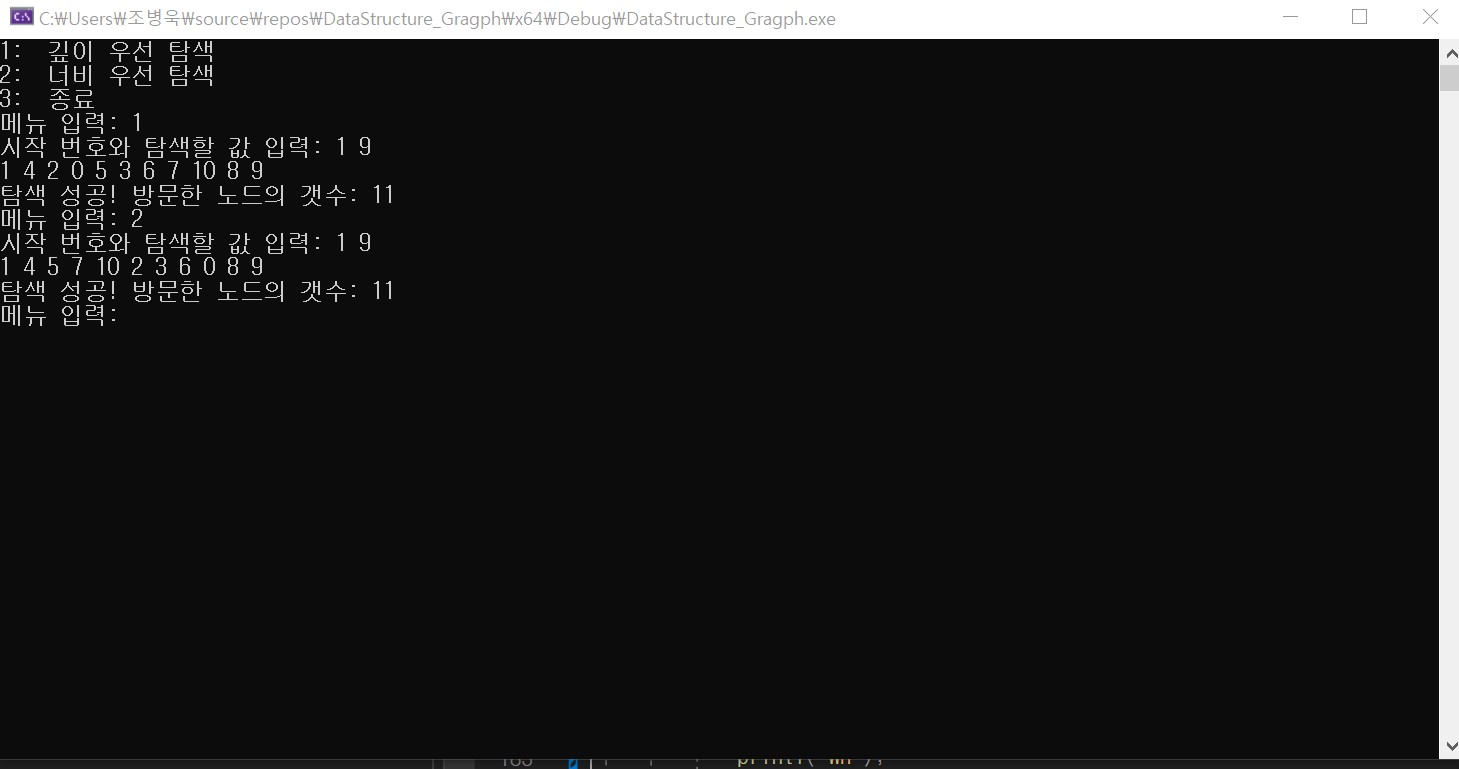 C:₩Users₩조병욱₩source₩repos₩DataStructure_Gragph₩x64₩Debug₩DataStructure_Gragph.exe
1:  깊이 우선 탐색
2:  너비 우선 탐색
3:  종료
메뉴 입력: 1
시작 번호와 탐색할 값 입력: 1 9
1 4 2 0 5 3 6 7 10 8 9
탐색 성공! 방문한 노드의 갯수: 11
메뉴 입력: 2
시작 번호와 탐색할 값 입력: 1 9
1 4 5 7 10 2 3 6 0 8 9
탐색 성공! 방문한 노드의 갯수: 11
메뉴 입력: